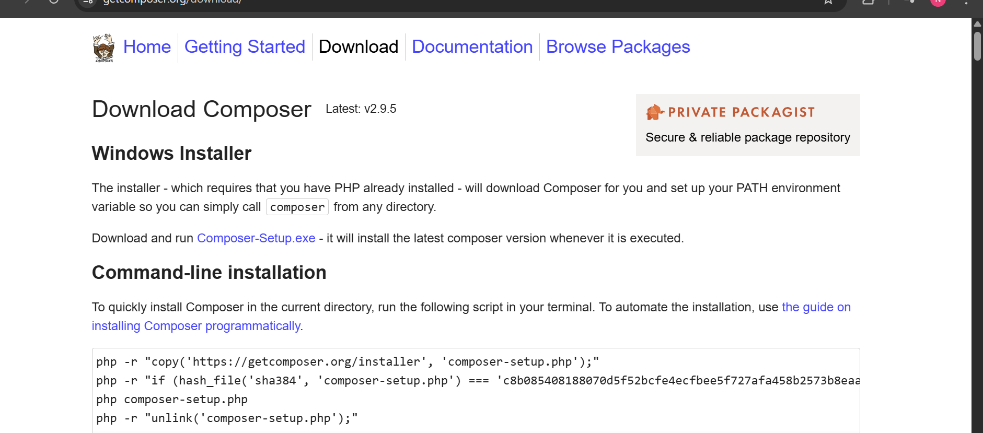 getcomposer.org/download/
Home Getting Started Download Documentation Browse Packages
Download Composer Latest: v2.9.5
PRIVATE PACKAGIST
Secure & reliable package repository
Windows Installer
The installer - which requires that you have PHP already installed - will download Composer for you and set up your PATH environment
variable so you can simply call composer from any directory.
Download and run Composer-Setup.exe - it will install the latest composer version whenever it is executed.
Command-line installation
To quickly install Composer in the current directory, run the following script in your terminal. To automate the installation, use the guide on
installing Composer programmatically.
php -r "copy('https://getcomposer.org/installer', 'composer-setup.php');"
php -r "if (hash_file('sha384', 'composer-setup.php') === 'c8b085408188070d5f52bcfe4ecfbee5f727afa458b2573b8eaa
php composer-setup.php
php -r "unlink('composer-setup.php');"